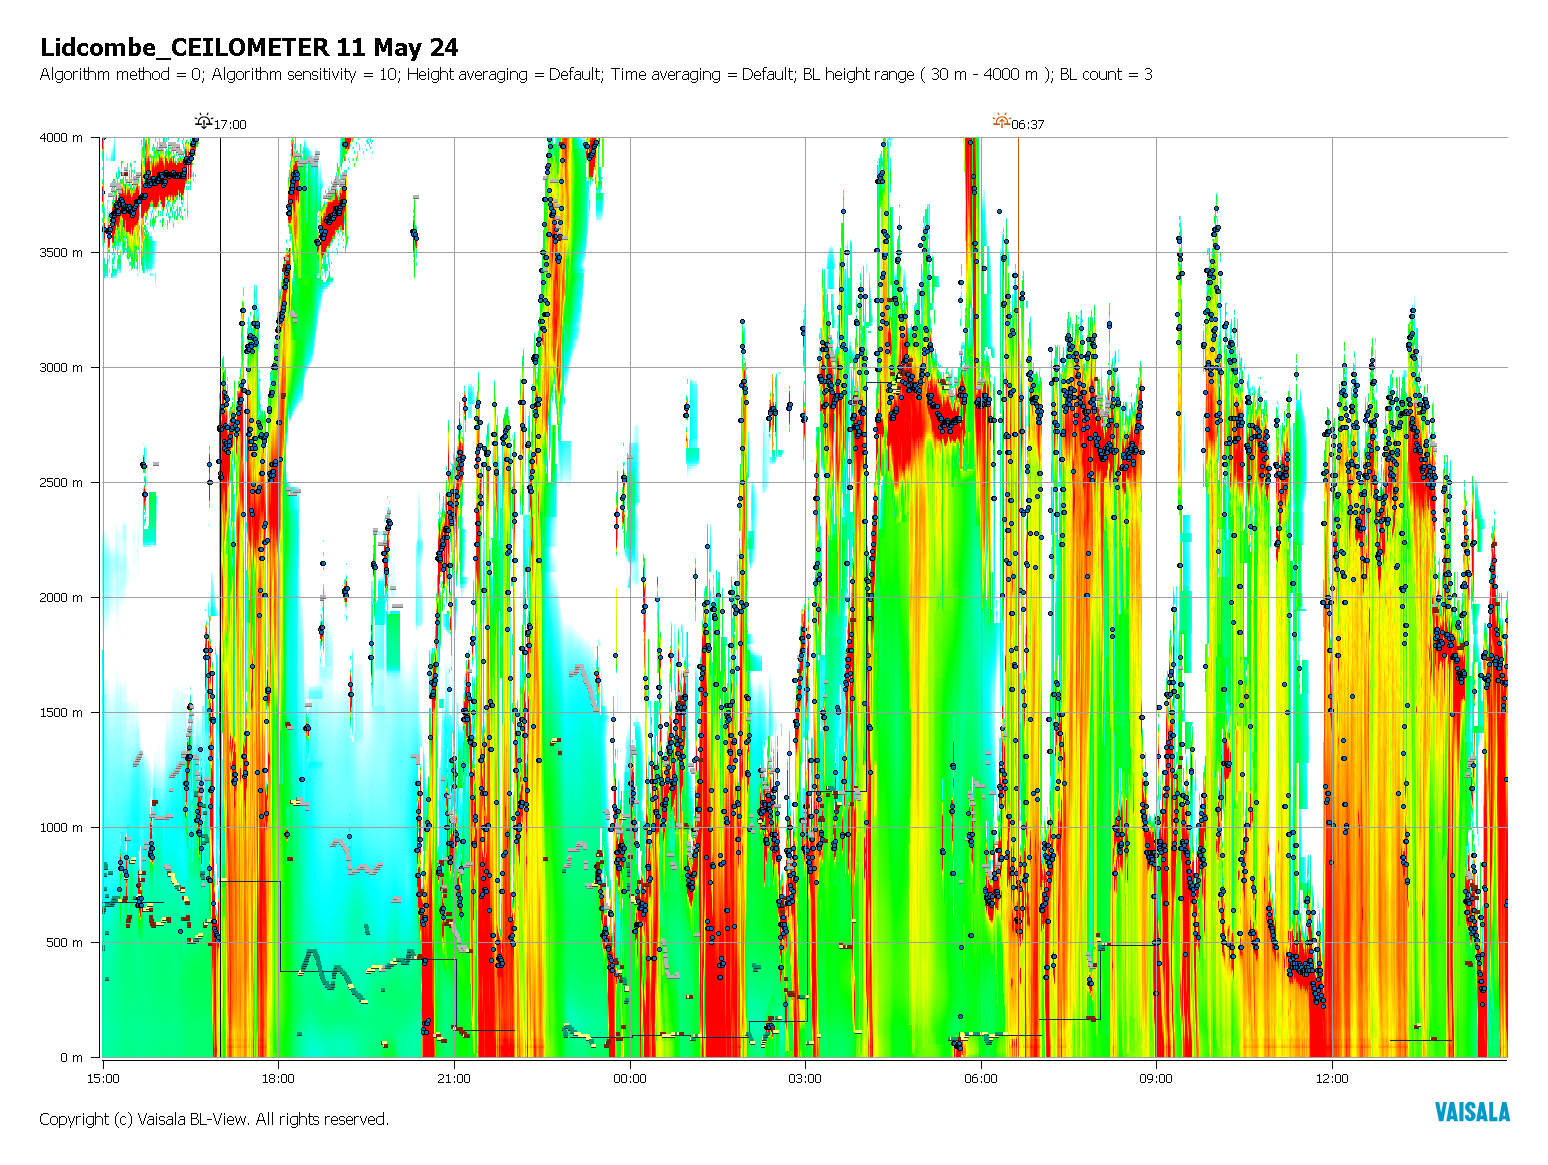 Lidcombe_CEILOMETER 11 May 24
Algorithm method = 0; Algorithm sensitivity = 10; Height averaging = Default; Time averaging = Default; BL height range ( 30 m - 4000 m ); BL count = 3
17:00
06:37
4000 m
3500 m
3000 m
2500 m
2000 m
1500 m
1000 m
500 m
0 m
15:00
18:00
21:00
00:00
03:00
06:00
09:00
12:00
Copyright (c) Vaisala BL-View. All rights reserved.
VAISALA